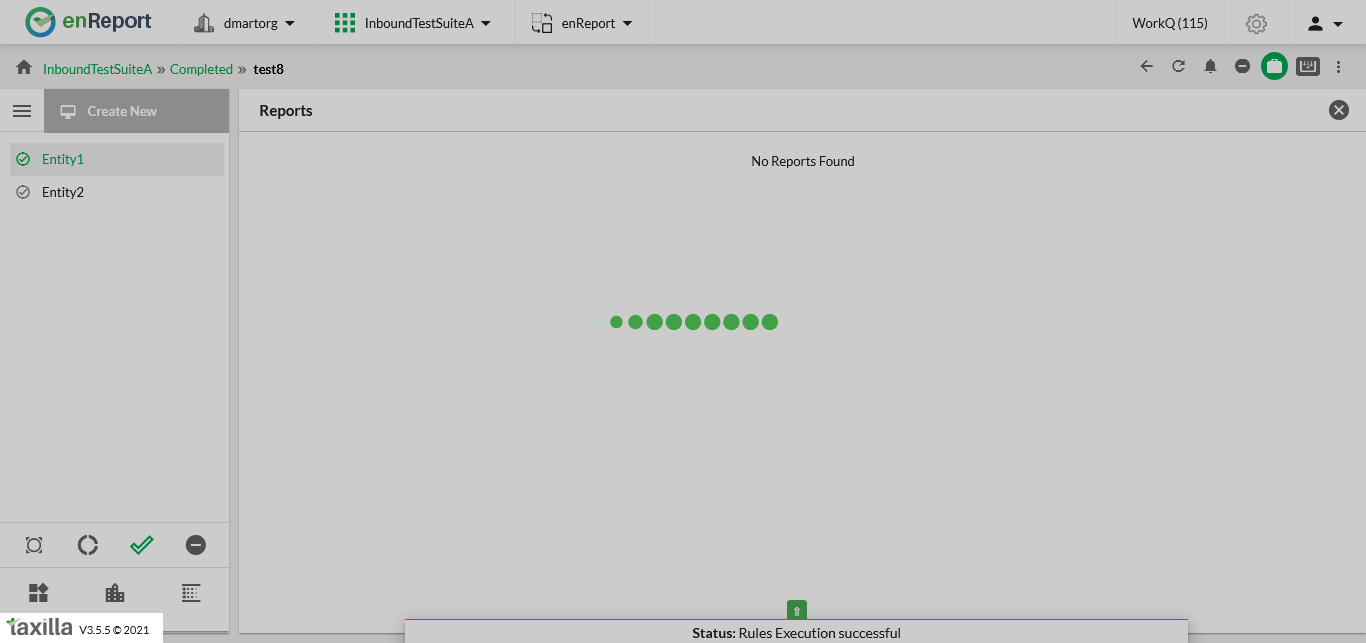 enReport
dmartorg
InboundTestSuiteA
enReport
WorkQ (115)
InboundTestSuiteA » Completed » test8
Create New
Reports
Entity1
Entity2
No Reports Found
taxilla V3.5.5 © 2021
Status: Rules Execution successful